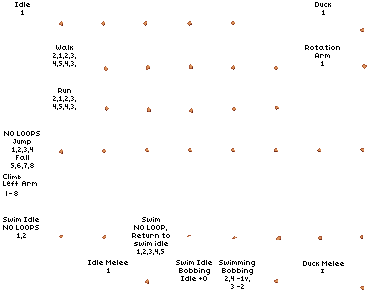 Idle
1
Duck
1
Walk
2,1,2,3,
4,5,4,3,
Rotation
Arm
1
Run
2,1,2,3,
4,5,4,3,
NO LOOPS
Jump
1,2,3,4
Fall
5,6,7,8
Climb
Left Arm
1-8
Swim Idle
NO LOOPS
1,2
Swim
NO LOOP,
Return to
swim idle
1,2,3,4,5
Idle Melee
1
Swim Idle
Bobbing
Idle +0
Swimming
Bobbing
2,4 -1v,
3 -2
Duck Melee
1